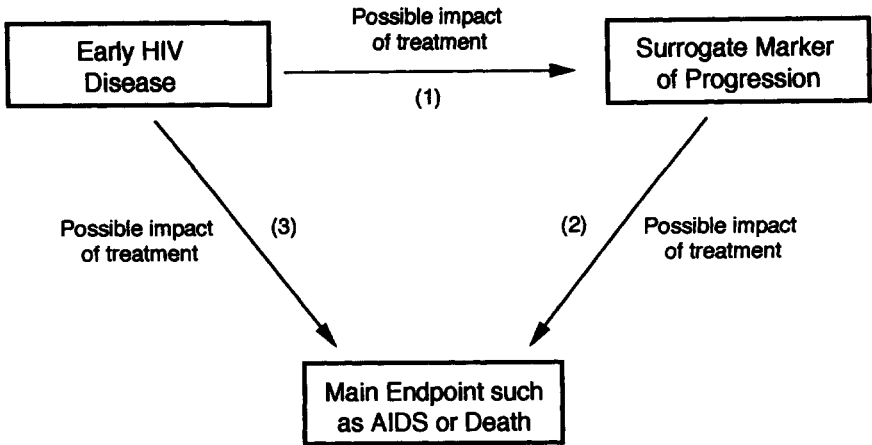 Possible impact
of treatment
Early HIV
Disease
Surrogate Marker
of Progression
(1)
Possible impact
of treatment
(3)
(2)
Possible impact
of treatment
Main Endpoint such
as AIDS or Death